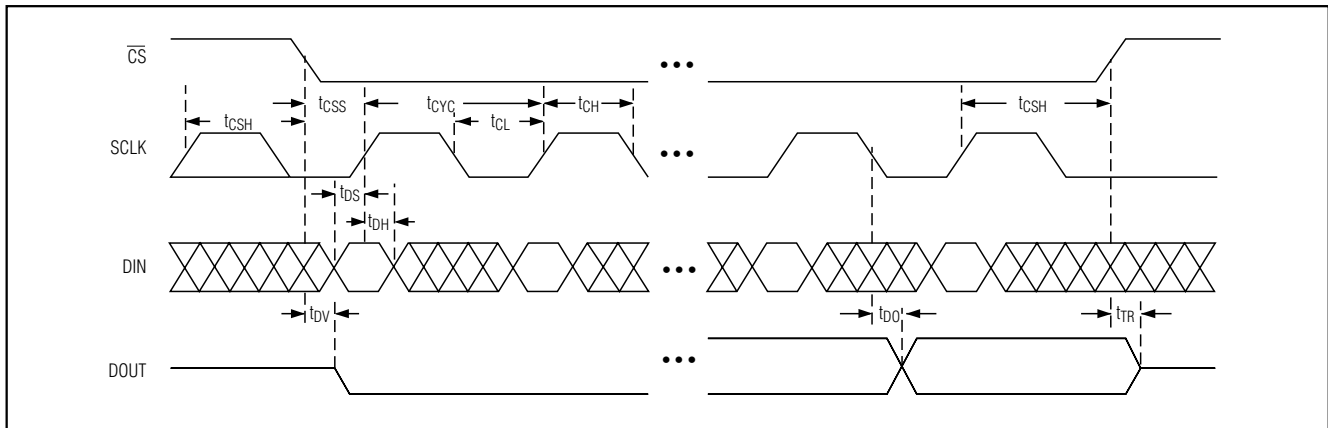 CS
tCSS
tCYC
tCH
tCSH
tCSH
tCL
SCLK
tDS
tDH
DIN
tDV
tDO
tTR
DOUT